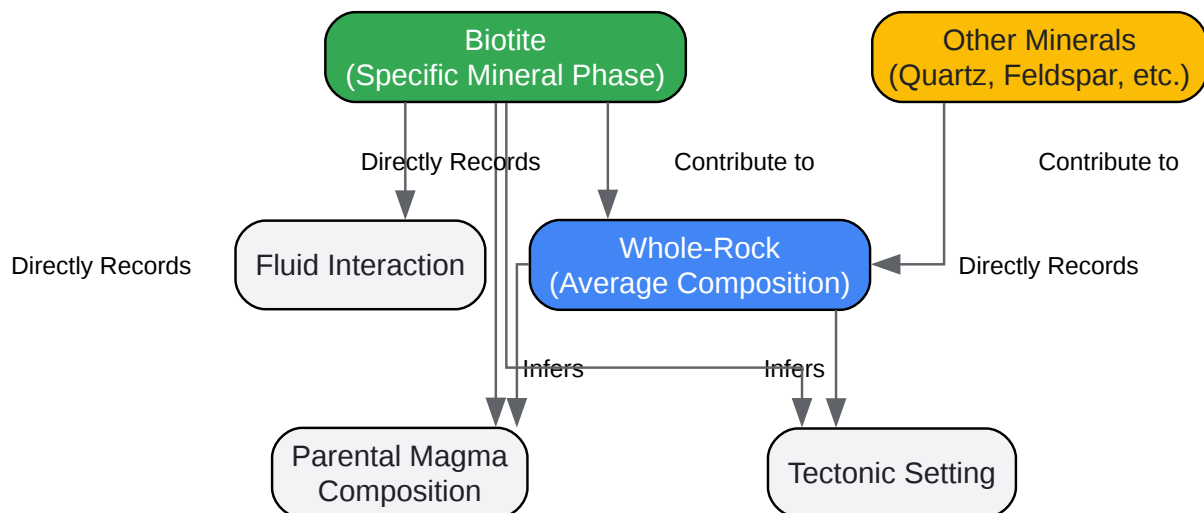 Biotite
(Specific Mineral Phase)
Other Minerals
(Quartz, Feldspar, etc.)
Directly Records
Contribute to
Contribute to
Directly Records
Fluid Interaction
Whole-Rock
(Average Composition)
Directly Records
Infers
Infers
Parental Magma
Composition
Tectonic Setting